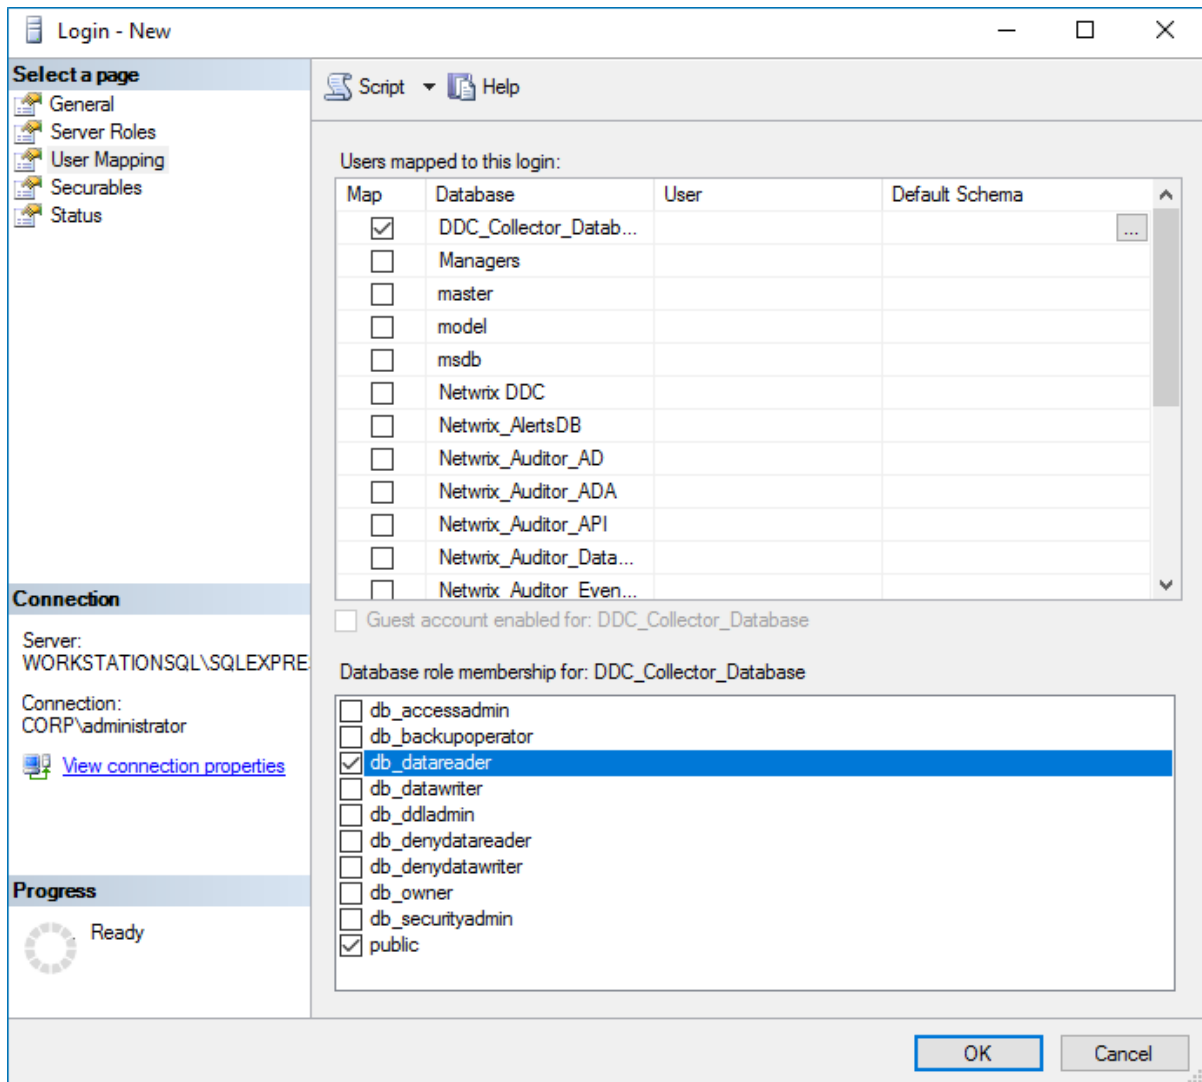 Login - New
Select a page
General
Server Roles
User Mapping
Securables
Status
Script Help
Users mapped to this login:
Map Database User Default Schema
DDC_Collector_Datab... ...
Managers
master
model
msdb
Netwrix DDC
Netwrix_AlertsDB
Netwrix_Auditor_AD
Netwrix_Auditor_ADA
Netwrix_Auditor_API
Netwrix_Auditor_Data...
Netwrix_Auditor_Even...
Guest account enabled for: DDC_Collector_Database
Database role membership for: DDC_Collector_Database
db_accessadmin
db_backupoperator
db_datareader
db_datawriter
db_ddladmin
db_denydatareader
db_denydatawriter
db_owner
db_securityadmin
public
Connection
Server:
WORKSTATIONSQL\SQLEXPRE
Connection:
CORP\administrator
View connection properties
Progress
Ready
OK Cancel